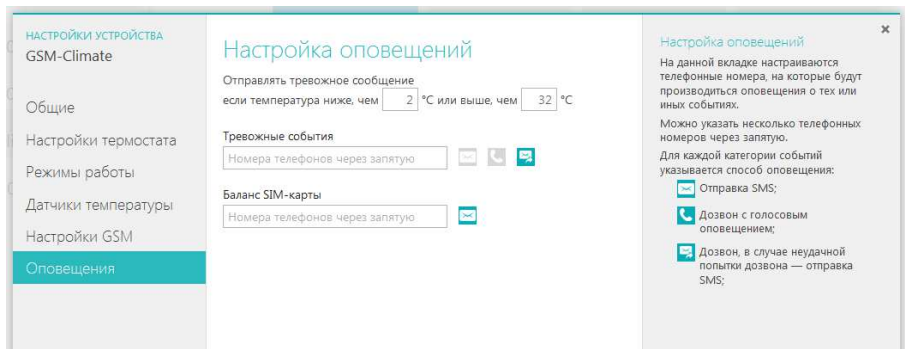 НАСТРОЙКИ УСТРОЙСТВА
GSM-Climate
Общие
Настройки термостата
Режимы работы
Датчики температуры
Настройки GSM
Оповещения
Настройка оповещений
Отправлять тревожное сообщение
если температура ниже, чем 2 °C или выше, чем 32 °C
Тревожные события
Номера телефонов через запятую
Баланс SIM-карты
Номера телефонов через запятую
Настройка оповещений
На данной вкладке настраиваются
телефонные номера, на которые будут
производиться оповещения о тех или
иных событиях.
Можно указать несколько телефонных
номеров через запятую.
Для каждой категории событий
указывается способ оповещения:
Отправка SMS;
Дозвон с голосовым
оповещением;
Дозвон, в случае неудачной
попытки дозвона — отправка
SMS;